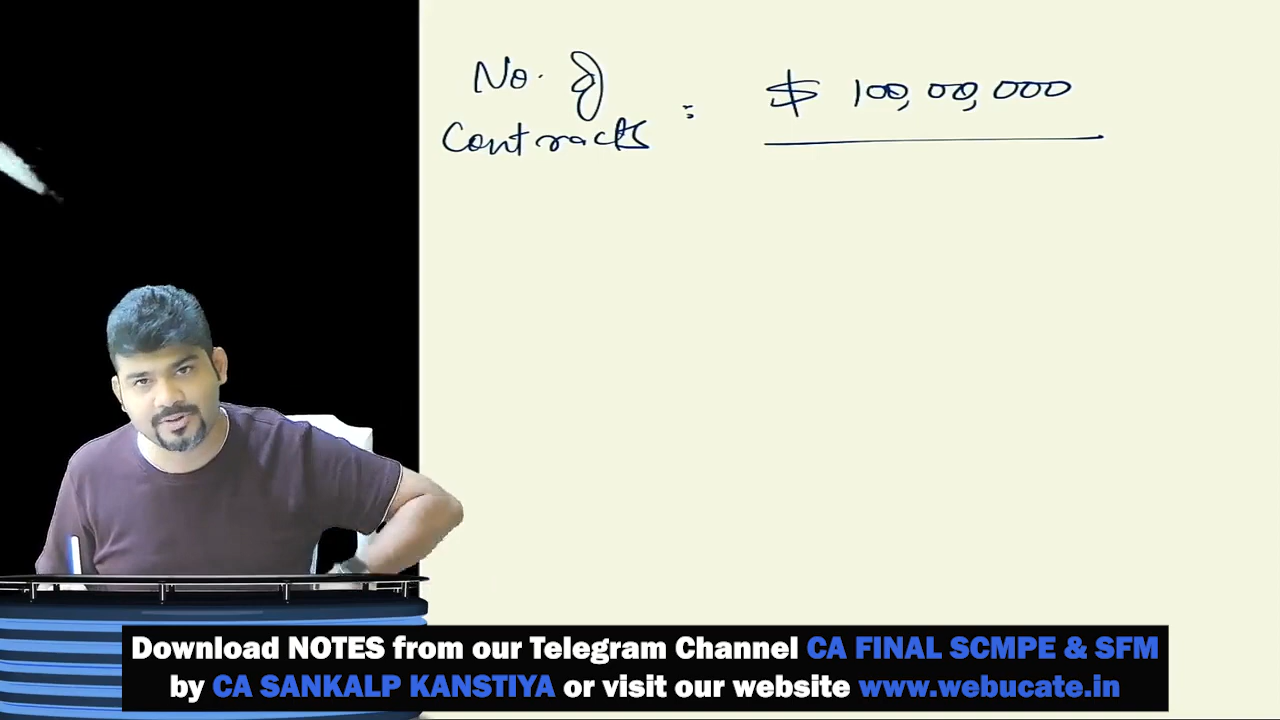 No. of
Contracts = $ 100,00,000
Download NOTES from our Telegram Channel CA FINAL SCMPE & SFM
by CA SANKALP KANSTIYA or visit our website www.webucate.in